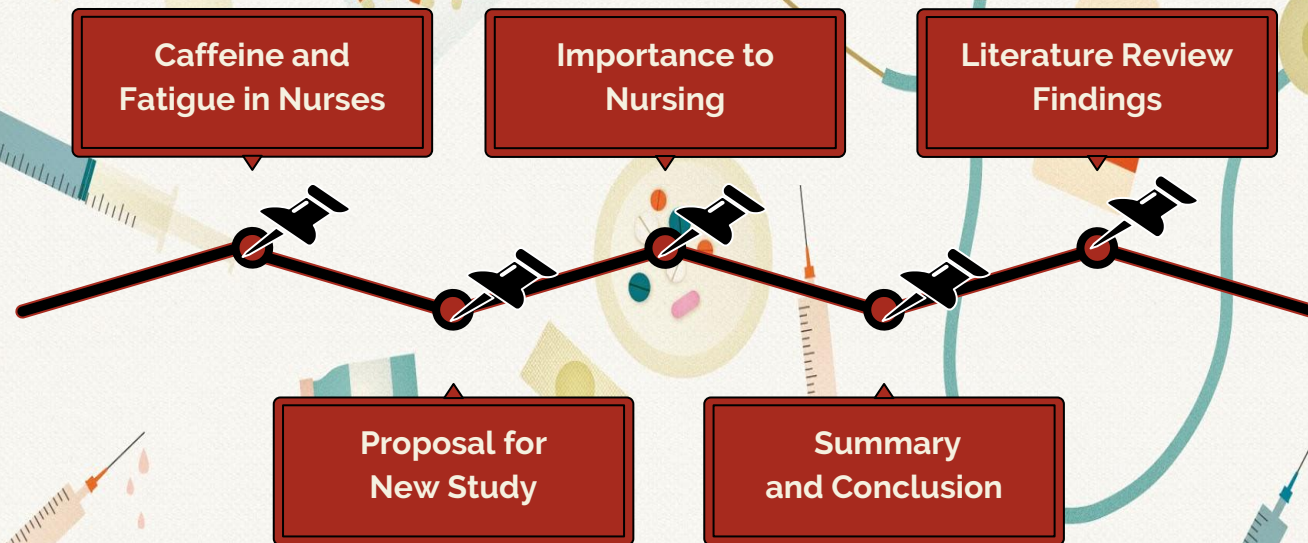 Caffeine and
Fatigue in Nurses
Importance to
Nursing
Literature Review
Findings
Proposal for
New Study
Summary
and Conclusion